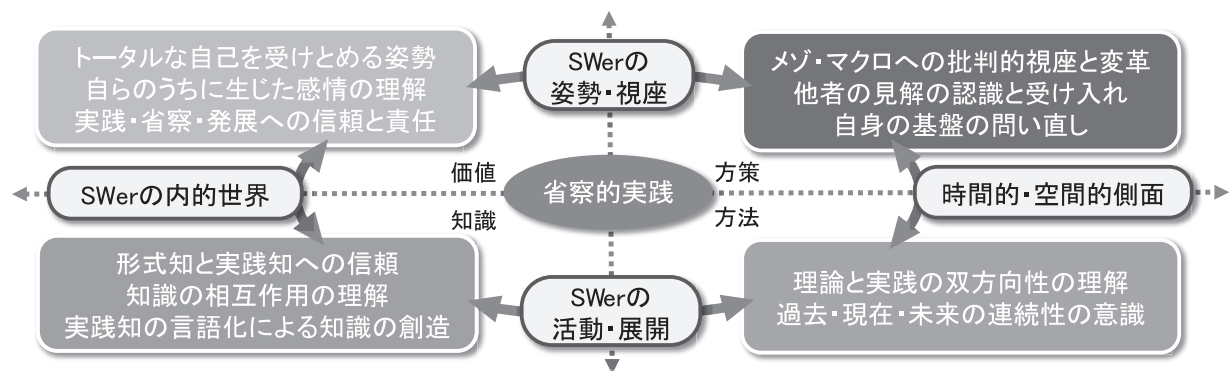 トータルな自己を受けとめる姿勢
自らのうちに生じた感情の理解
実践・省察・発展への信頼と責任
SWerの
姿勢・視座
メゾ・マクロへの批判的視座と変革
他者の見解の認識と受け入れ
自身の基盤の問い直し
SWerの内的世界
価値
知識
省察的実践
方策
方法
時間的・空間的側面
形式知と実践知への信頼
知識の相互作用の理解
実践知の言語化による知識の創造
SWerの
活動・展開
理論と実践の双方向性の理解
過去・現在・未来の連続性の意識